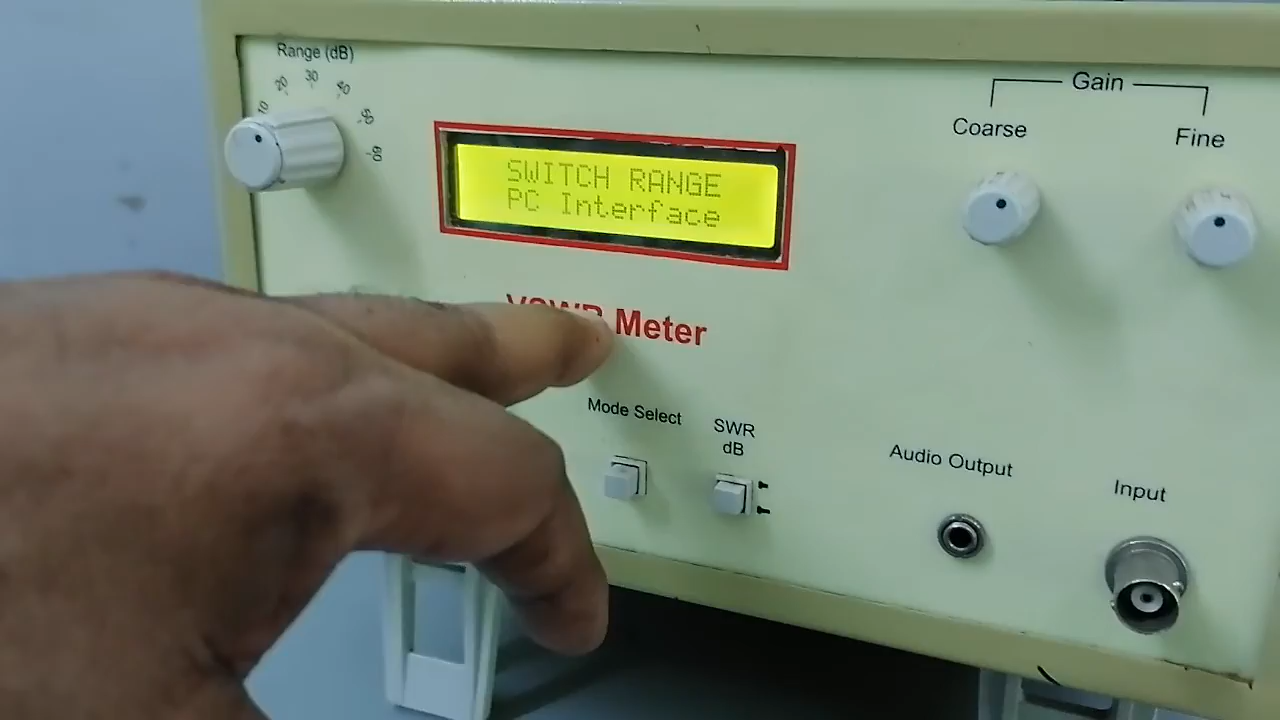 Range (dB)
10
20
30
40
50
60
SWITCH RANGE
PC Interface
Gain
Coarse
Fine
Meter
Mode Select
SWR
dB
Audio Output
Input